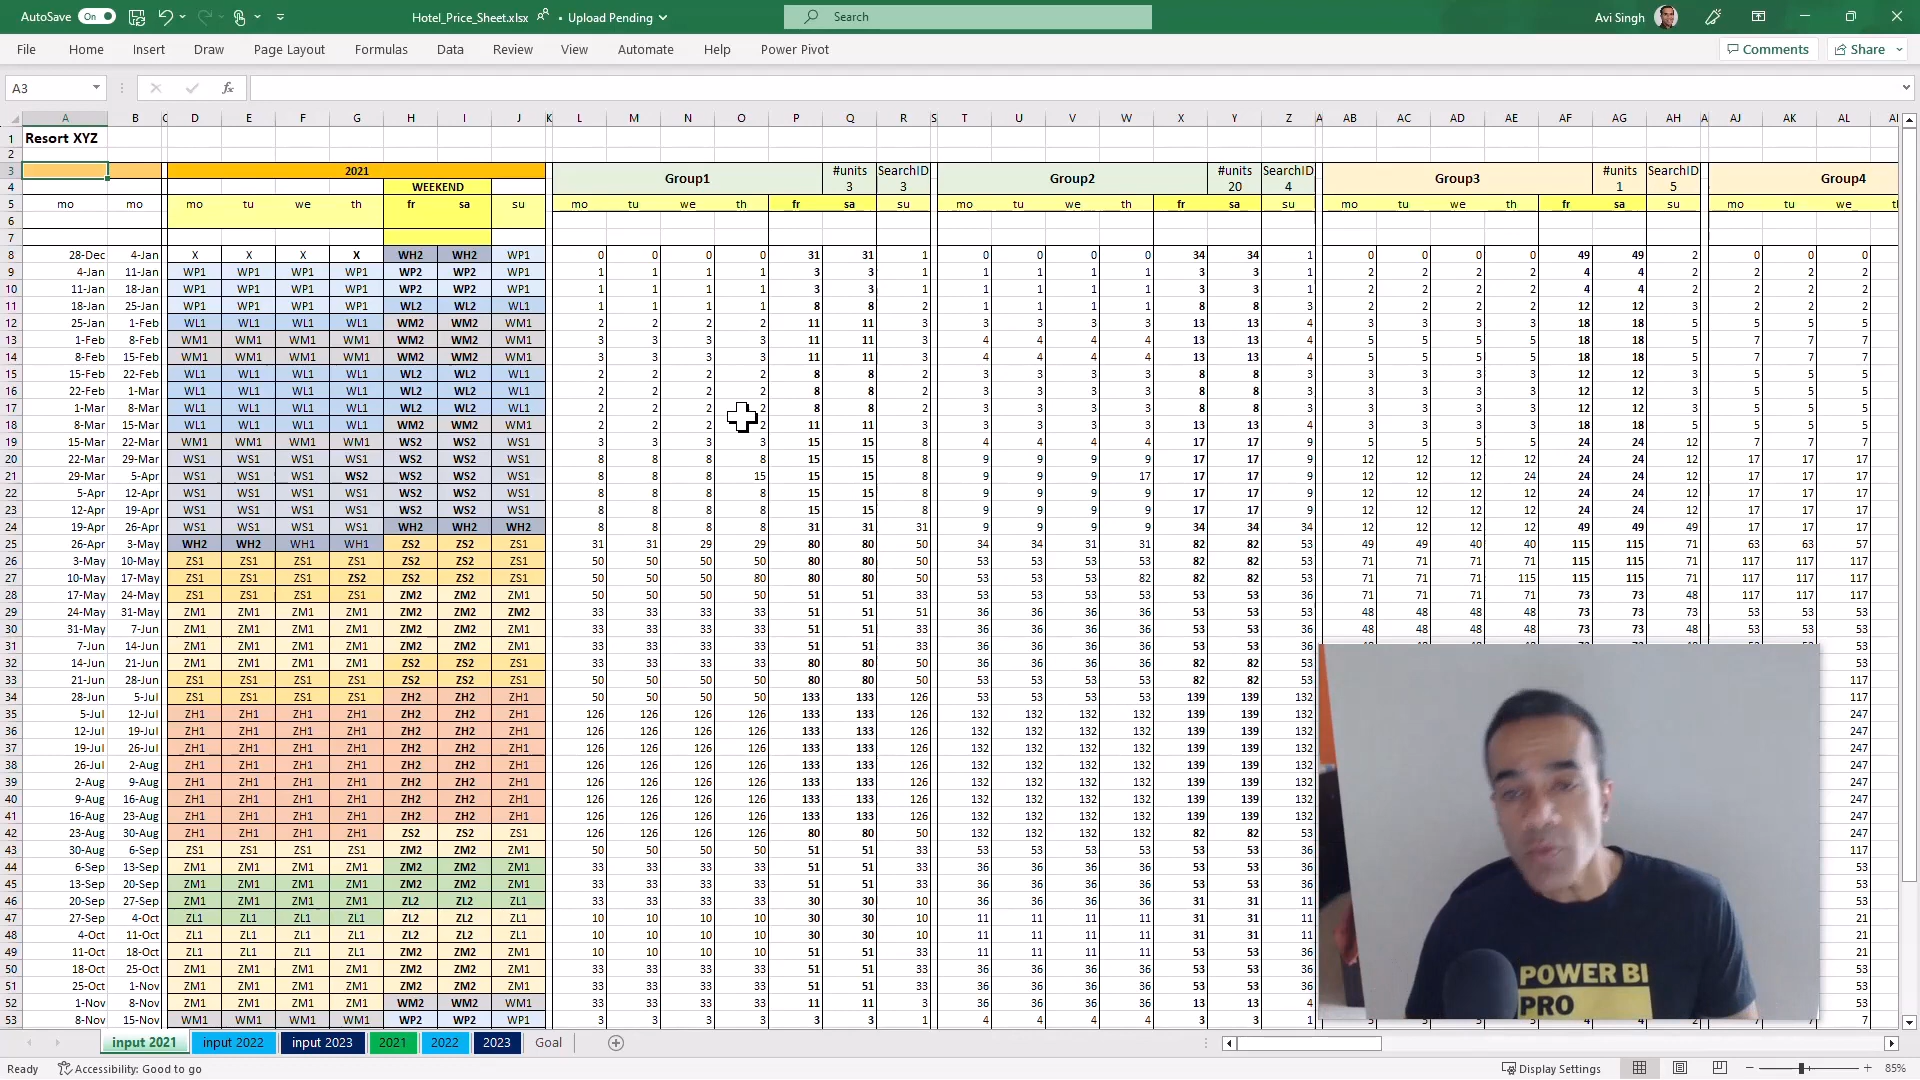 AutoSave On Hotel_Price_Sheet.xlsx • Upload Pending Search Avi Singh
File Home Insert Draw Page Layout Formulas Data Review View Automate Help Power Pivot Comments Share
A3 fx
A B C D E F G H I J K L M N O P Q R S T U V W X Y Z A AB AC AD AE AF AG AH A AJ AK AL
1 Resort XYZ
2
3 2021 Group1 #units 3 SearchID 3 Group2 #units 20 SearchID 4 Group3 #units 1 SearchID 5 Group4
4 WEEKEND
5 mo mo mo tu we th fr sa su mo tu we th fr sa su mo tu we th fr sa su mo tu we th fr sa su mo tu we
6
7
8 28-Dec 4-Jan X X X X WH2 WH2 WP1 0 0 0 0 31 31 1 0 0 0 0 34 34 1 0 0 0 0 49 49 2 0 0 0
9 4-Jan 11-Jan WP1 WP1 WP1 WP1 WP2 WP2 WP1 1 1 1 1 3 3 1 1 1 1 1 3 3 1 2 2 2 2 4 4 2 2 2 2
10 11-Jan 18-Jan WP1 WP1 WP1 WP1 WP2 WP2 WP1 1 1 1 1 3 3 1 1 1 1 1 3 3 1 2 2 2 2 4 4 2 2 2 2
11 18-Jan 25-Jan WP1 WP1 WP1 WP1 WL2 WL2 WL1 1 1 1 1 8 8 2 1 1 1 1 8 8 3 2 2 2 2 12 12 3 2 2 2
12 25-Jan 1-Feb WL1 WL1 WL1 WL1 WM2 WM2 WM1 2 2 2 2 11 11 3 3 3 3 3 13 13 4 3 3 3 3 18 18 5 5 5 5
13 1-Feb 8-Feb WM1 WM1 WM1 WM1 WM2 WM2 WM1 3 3 3 3 11 11 3 4 4 4 4 13 13 4 5 5 5 5 18 18 5 7 7 7
14 8-Feb 15-Feb WM1 WM1 WM1 WM1 WM2 WM2 WM1 3 3 3 3 11 11 3 4 4 4 4 13 13 4 5 5 5 5 18 18 5 7 7 7
15 15-Feb 22-Feb WL1 WL1 WL1 WL1 WL2 WL2 WL1 2 2 2 2 8 8 2 3 3 3 3 8 8 3 3 3 3 3 12 12 3 5 5 5
16 22-Feb 1-Mar WL1 WL1 WL1 WL1 WL2 WL2 WL1 2 2 2 2 8 8 2 3 3 3 3 8 8 3 3 3 3 3 12 12 3 5 5 5
17 1-Mar 8-Mar WL1 WL1 WL1 WL1 WL2 WL2 WL1 2 2 2 2 8 8 2 3 3 3 3 8 8 3 3 3 3 3 12 12 3 5 5 5
18 8-Mar 15-Mar WL1 WL1 WL1 WL1 WM2 WM2 WM1 2 2 2 2 11 11 3 3 3 3 3 13 13 4 3 3 3 3 18 18 5 5 5 5
19 15-Mar 22-Mar WM1 WM1 WM1 WM1 WS2 WS2 WS1 3 3 3 3 15 15 8 4 4 4 4 17 17 9 5 5 5 5 24 24 12 7 7 7
20 22-Mar 29-Mar WS1 WS1 WS1 WS1 WS2 WS2 WS1 8 8 8 8 15 15 8 9 9 9 9 17 17 9 12 12 12 12 24 24 12 17 17 17
21 29-Mar 5-Apr WS1 WS1 WS1 WS2 WS2 WS2 WS1 8 8 8 15 15 15 8 9 9 9 17 17 17 9 12 12 12 24 24 24 12 17 17 17
22 5-Apr 12-Apr WS1 WS1 WS1 WS1 WS2 WS2 WS1 8 8 8 8 15 15 8 9 9 9 9 17 17 9 12 12 12 12 24 24 12 17 17 17
23 12-Apr 19-Apr WS1 WS1 WS1 WS1 WS2 WS2 WS1 8 8 8 8 15 15 8 9 9 9 9 17 17 9 12 12 12 12 24 24 12 17 17 17
24 19-Apr 26-Apr WS1 WS1 WS1 WS1 WH2 WH2 WH2 8 8 8 8 31 31 31 9 9 9 9 34 34 34 12 12 12 12 49 49 49 17 17 17
25 26-Apr 3-May WH2 WH2 WH1 WH1 ZS2 ZS2 ZS1 31 31 29 29 80 80 50 34 34 31 31 82 82 53 49 49 40 40 115 115 71 63 63 57
26 3-May 10-May ZS1 ZS1 ZS1 ZS1 ZS2 ZS2 ZS1 50 50 50 50 80 80 50 53 53 53 53 82 82 53 71 71 71 71 115 115 71 117 117 117
27 10-May 17-May ZS1 ZS1 ZS1 ZS2 ZS2 ZS2 ZS1 50 50 50 80 80 80 50 53 53 53 82 82 82 53 71 71 71 115 115 115 71 117 117 117
28 17-May 24-May ZS1 ZS1 ZS1 ZS1 ZM2 ZM2 ZM1 50 50 50 50 51 51 33 53 53 53 53 53 53 36 71 71 71 71 73 73 48 117 117 117
29 24-May 31-May ZM1 ZM1 ZM1 ZM1 ZM2 ZM2 ZM2 33 33 33 33 51 51 51 36 36 36 36 53 53 53 48 48 48 48 73 73 73 53 53 53
30 31-May 7-Jun ZM1 ZM1 ZM1 ZM1 ZM2 ZM2 ZM1 33 33 33 33 51 51 33 36 36 36 36 53 53 36 48 48 48 48 73 73 48 53 53 53
31 7-Jun 14-Jun ZM1 ZM1 ZM1 ZM1 ZM2 ZM2 ZM1 33 33 33 33 51 51 33 36 36 36 36 53 53 36
32 14-Jun 21-Jun ZM1 ZM1 ZM1 ZM1 ZS2 ZS2 ZS1 33 33 33 33 80 80 50 36 36 36 36 82 82 53 53
33 21-Jun 28-Jun ZS1 ZS1 ZS1 ZS1 ZS2 ZS2 ZS1 50 50 50 50 80 80 50 53 53 53 53 82 82 53 117
34 28-Jun 5-Jul ZS1 ZS1 ZS1 ZS1 ZH2 ZH2 ZH1 50 50 50 50 133 133 126 53 53 53 53 139 139 132 117
35 5-Jul 12-Jul ZH1 ZH1 ZH1 ZH1 ZH2 ZH2 ZH1 126 126 126 126 133 133 126 132 132 132 132 139 139 132 247
36 12-Jul 19-Jul ZH1 ZH1 ZH1 ZH1 ZH2 ZH2 ZH1 126 126 126 126 133 133 126 132 132 132 132 139 139 132 247
37 19-Jul 26-Jul ZH1 ZH1 ZH1 ZH1 ZH2 ZH2 ZH1 126 126 126 126 133 133 126 132 132 132 132 139 139 132 247
38 26-Jul 2-Aug ZH1 ZH1 ZH1 ZH1 ZH2 ZH2 ZH1 126 126 126 126 133 133 126 132 132 132 132 139 139 132 247
39 2-Aug 9-Aug ZH1 ZH1 ZH1 ZH1 ZH2 ZH2 ZH1 126 126 126 126 133 133 126 132 132 132 132 139 139 132 247
40 9-Aug 16-Aug ZH1 ZH1 ZH1 ZH1 ZH2 ZH2 ZH1 126 126 126 126 133 133 126 132 132 132 132 139 139 132 247
41 16-Aug 23-Aug ZH1 ZH1 ZH1 ZH1 ZH2 ZH2 ZH1 126 126 126 126 133 133 126 132 132 132 132 139 139 132 247
42 23-Aug 30-Aug ZH1 ZH1 ZH1 ZH1 ZS2 ZS2 ZS1 126 126 126 126 80 80 50 132 132 132 132 82 82 53 247
43 30-Aug 6-Sep ZS1 ZS1 ZS1 ZS1 ZM2 ZM2 ZM1 50 50 50 50 51 51 33 53 53 53 53 53 53 36 117
44 6-Sep 13-Sep ZM1 ZM1 ZM1 ZM1 ZM2 ZM2 ZM1 33 33 33 33 51 51 33 36 36 36 36 53 53 36 53
45 13-Sep 20-Sep ZM1 ZM1 ZM1 ZM1 ZM2 ZM2 ZM1 33 33 33 33 51 51 33 36 36 36 36 53 53 36 53
46 20-Sep 27-Sep ZM1 ZM1 ZM1 ZM1 ZL2 ZL2 ZL1 33 33 33 33 30 30 10 36 36 36 36 31 31 11 53
47 27-Sep 4-Oct ZL1 ZL1 ZL1 ZL1 ZL2 ZL2 ZL1 10 10 10 10 30 30 10 11 11 11 11 31 31 11 21
48 4-Oct 11-Oct ZL1 ZL1 ZL1 ZL1 ZL2 ZL2 ZL1 10 10 10 10 30 30 10 11 11 11 11 31 31 11 21
49 11-Oct 18-Oct ZL1 ZL1 ZL1 ZL1 ZM2 ZM2 ZM1 10 10 10 10 51 51 33 11 11 11 11 53 53 36 21
50 18-Oct 25-Oct ZM1 ZM1 ZM1 ZM1 ZM2 ZM2 ZM1 33 33 33 33 51 51 33 36 36 36 36 53 53 36 53
51 25-Oct 1-Nov ZM1 ZM1 ZM1 ZM1 ZM2 ZM2 ZM1 33 33 33 33 51 51 33 36 36 36 36 53 53 36 53
52 1-Nov 8-Nov ZM1 ZM1 ZM1 ZM1 WM2 WM2 WM1 33 33 33 33 11 11 3 36 36 36 36 13 13 4 53
53 8-Nov 15-Nov WM1 WM1 WM1 WM1 WP2 WP2 WP1 3 3 3 3 3 3 1 4 4 4 4 3 3 1 7
POWER BI
PRO
input 2021 input 2022 input 2023 2021 2022 2023 Goal
Ready Accessibility: Good to go Display Settings 85%